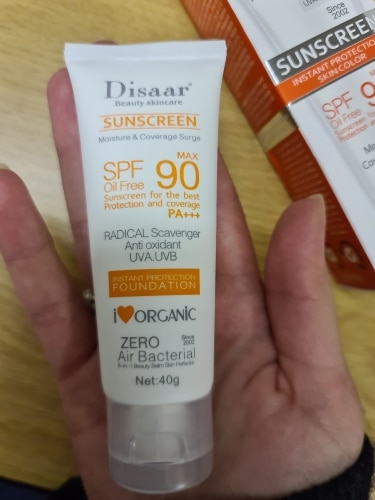 Disaar
Beauty skincare
SUNSCREEN
Moisture & Coverage Surge
SPF MAX 90
Oil Free
Sunscreen for the best
Protection and coverage
PA+++
RADICAL Scavenger
Anti oxidant
UVA.UVB
INSTANT PROTECTION
FOUNDATION
i ORGANIC
ZERO Since 2002
Air Bacterial
Net:40g
Since
2002
SUNSCREEN
INSTANT PROTECTIO
SKIN COLOR
SPF
Oil Free